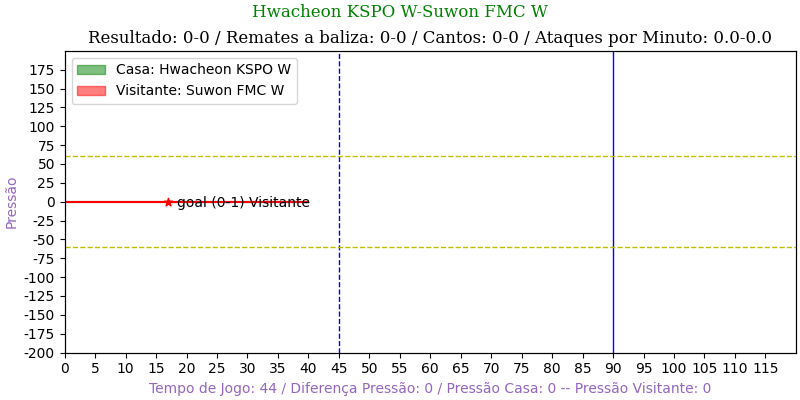 Hwacheon KSPO W-Suwon FMC W
Resultado: 0-0 / Remates a baliza: 0-0 / Cantos: 0-0 / Ataques por Minuto: 0.0-0.0
Casa: Hwacheon KSPO W
Visitante: Suwon FMC W
175
150
125
100
75
50
25
0
-25
-50
-75
-100
-125
-150
-175
-200
Pressão
goal (0-1) Visitante
0 5 10 15 20 25 30 35 40 45 50 55 60 65 70 75 80 85 90 95 100 105 110 115
Tempo de Jogo: 44 / Diferença Pressão: 0 / Pressão Casa: 0 -- Pressão Visitante: 0